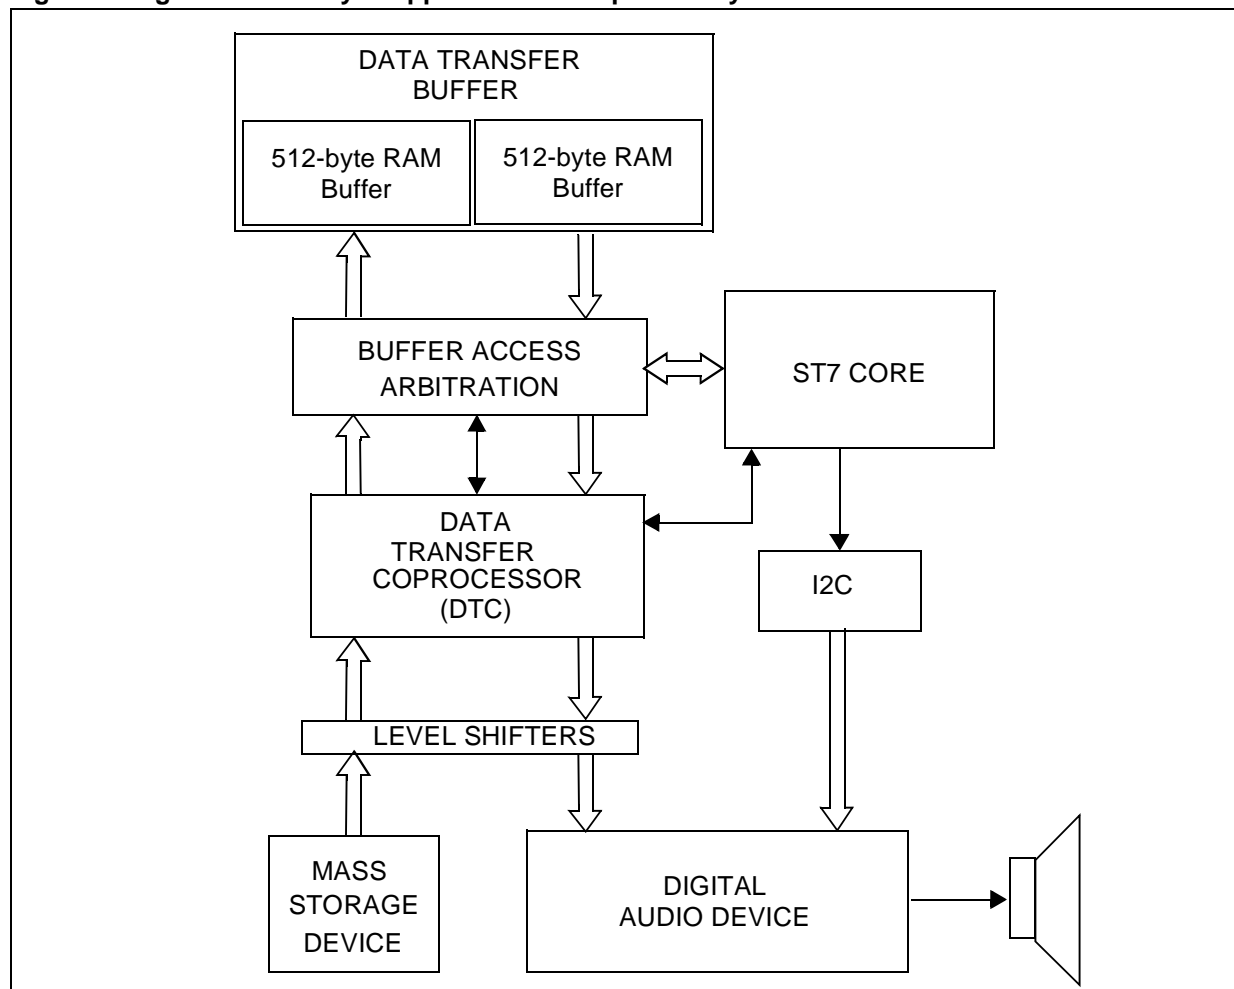 DATA TRANSFER
BUFFER
512-byte RAM
Buffer
512-byte RAM
Buffer
BUFFER ACCESS
ARBITRATION
ST7 CORE
DATA
TRANSFER
COPROCESSOR
(DTC)
I2C
LEVEL SHIFTERS
MASS
STORAGE
DEVICE
DIGITAL
AUDIO DEVICE